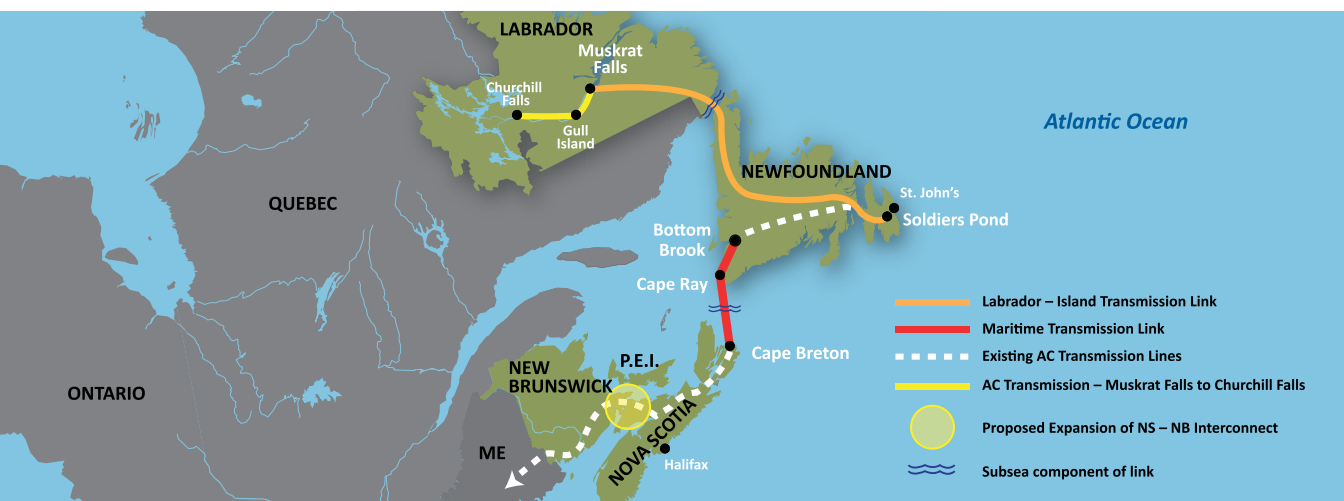 LABRADOR
Muskrat
Falls
Churchill
Falls
Gull
Island
Atlantic Ocean
NEWFOUNDLAND
St. John's
Soldiers Pond
QUEBEC
Bottom
Brook
Cape Ray
Cape Breton
P.E.I.
NEW
BRUNSWICK
ONTARIO
ME
NOVA SCOTIA
Halifax
Labrador – Island Transmission Link
Maritime Transmission Link
Existing AC Transmission Lines
AC Transmission – Muskrat Falls to Churchill Falls
Proposed Expansion of NS – NB Interconnect
Subsea component of link